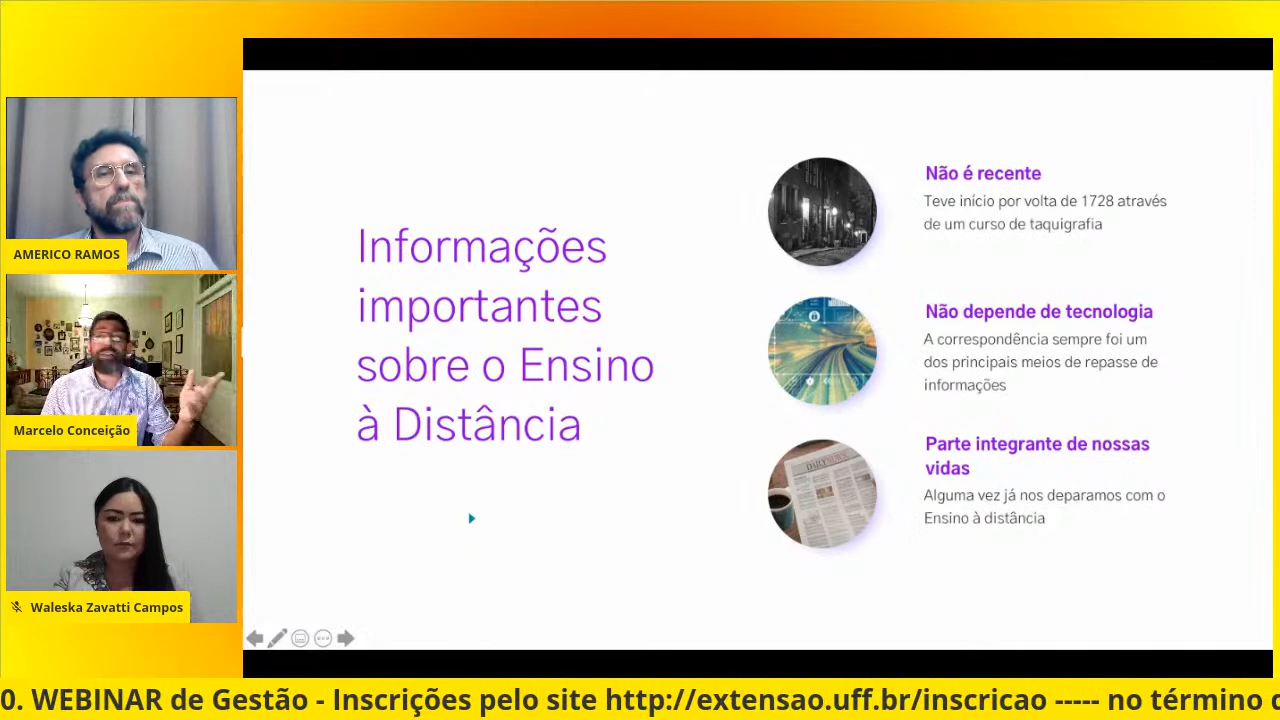 AMERICO RAMOS
Marcelo Conceição
Waleska Zavatti Campos
Informações
importantes
sobre o Ensino
à Distância
Não é recente
Teve início por volta de 1728 através
de um curso de taquigrafia
Não depende de tecnologia
A correspondência sempre foi um
dos principais meios de repasse de
informações
DAILY NEWS
Parte integrante de nossas
vidas
Alguma vez já nos deparamos com o
Ensino à distância
0. WEBINAR de Gestão - Inscrições pelo site http://extensao.uff.br/inscricao ----- no término